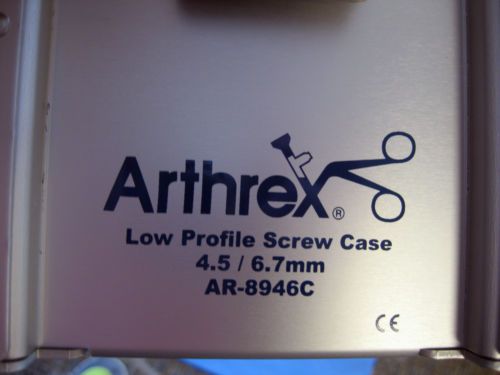 Arthrex®
Low Profile Screw Case
4.5 / 6.7mm
AR-8946C
CE